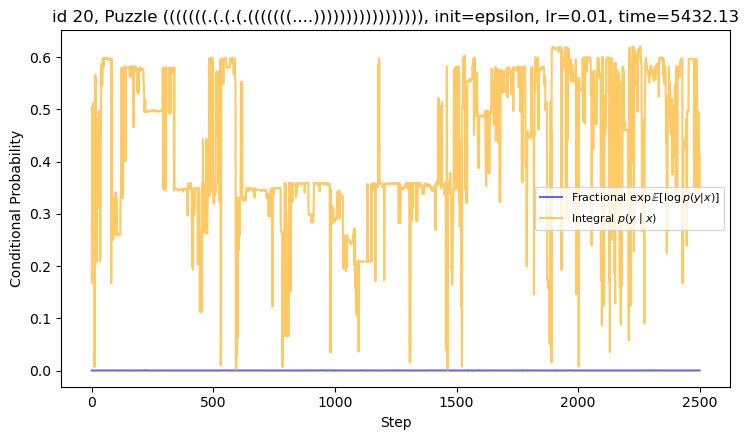 id 20, Puzzle (((((((.(.(.(.(((((((....)))))))))))))))))), init=epsilon, lr=0.01, time=5432.13
Conditional Probability
0.6
0.5
0.4
0.3
0.2
0.1
0.0
Fractional exp𝔼[log p(y|x)]
Integral p(y | x)
0
500
1000
1500
2000
2500
Step